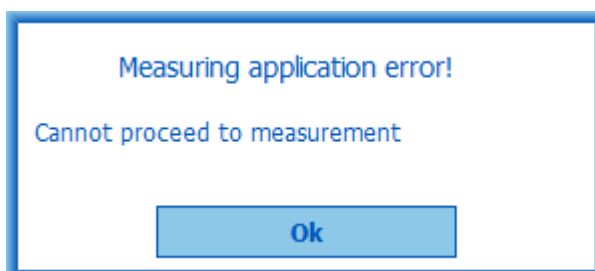 Measuring application error!
Cannot proceed to measurement
Ok